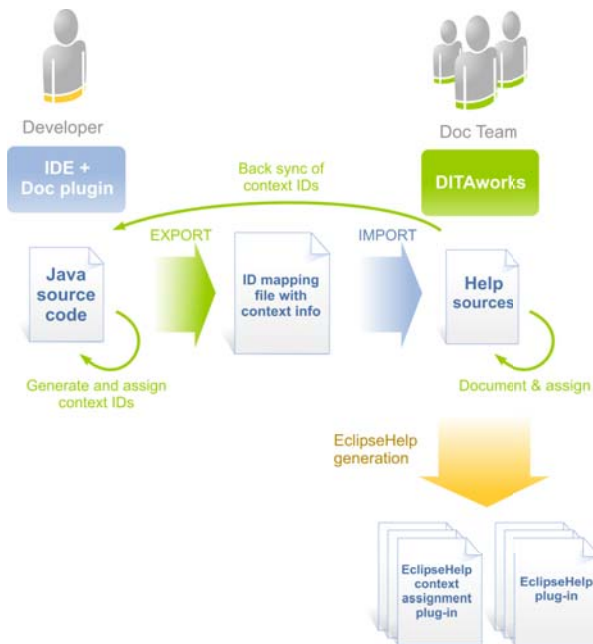 Developer
Doc Team
IDE +
Doc plugin
DITAworks
Back sync of
context IDs
EXPORT
IMPORT
Java
source
code
ID mapping
file with
context info
Help
sources
Generate and assign
context IDs
Document & assign
EclipseHelp
generation
EclipseHelp
context
assignment
plug-in
EclipseHelp
plug-in